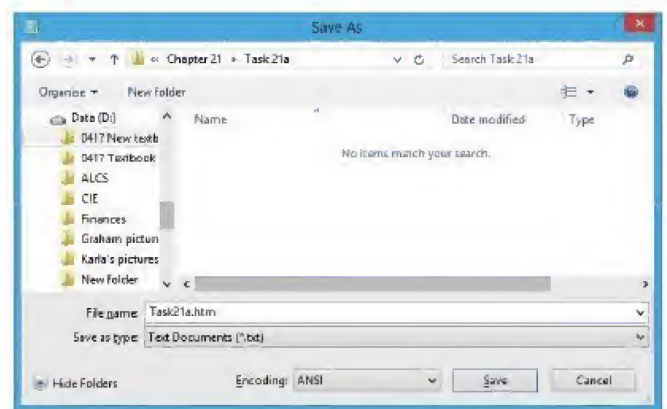 Save As
« Chapter 21 ▸ Task 21a Search Task 21a
Organise New folder
Data (D:) Name Date modified Type
0417 New textb No items match your search.
0417 Textbook
ALCS
CIE
Finances
Graham pictun
Karla's pictures
New folder
File name: Task21a.htm
Save as type: Text Documents (*.txt)
Hide Folders Encoding: ANSI Save Cancel